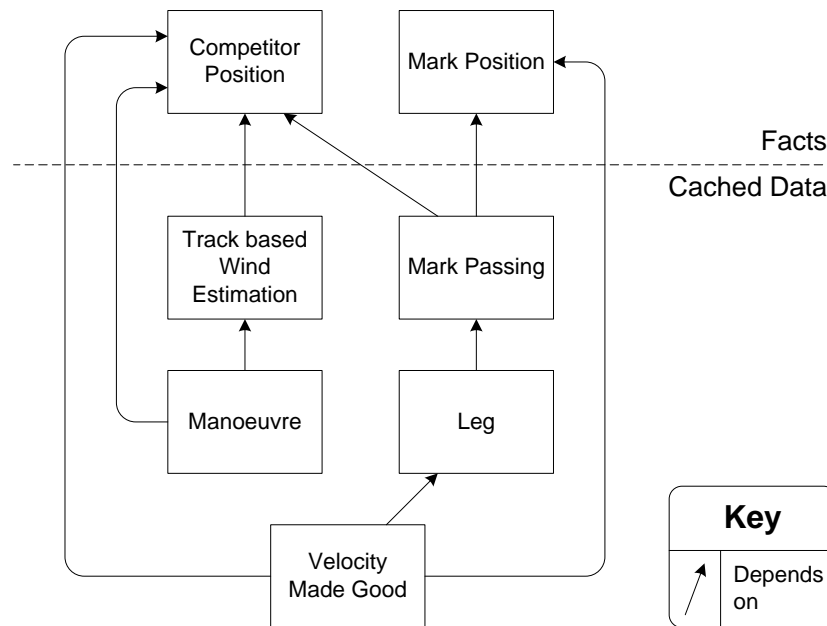 Competitor
Position
Mark Position
Facts
Cached Data
Track based
Wind
Estimation
Mark Passing
Manoeuvre
Leg
Velocity
Made Good
Key
Depends
on